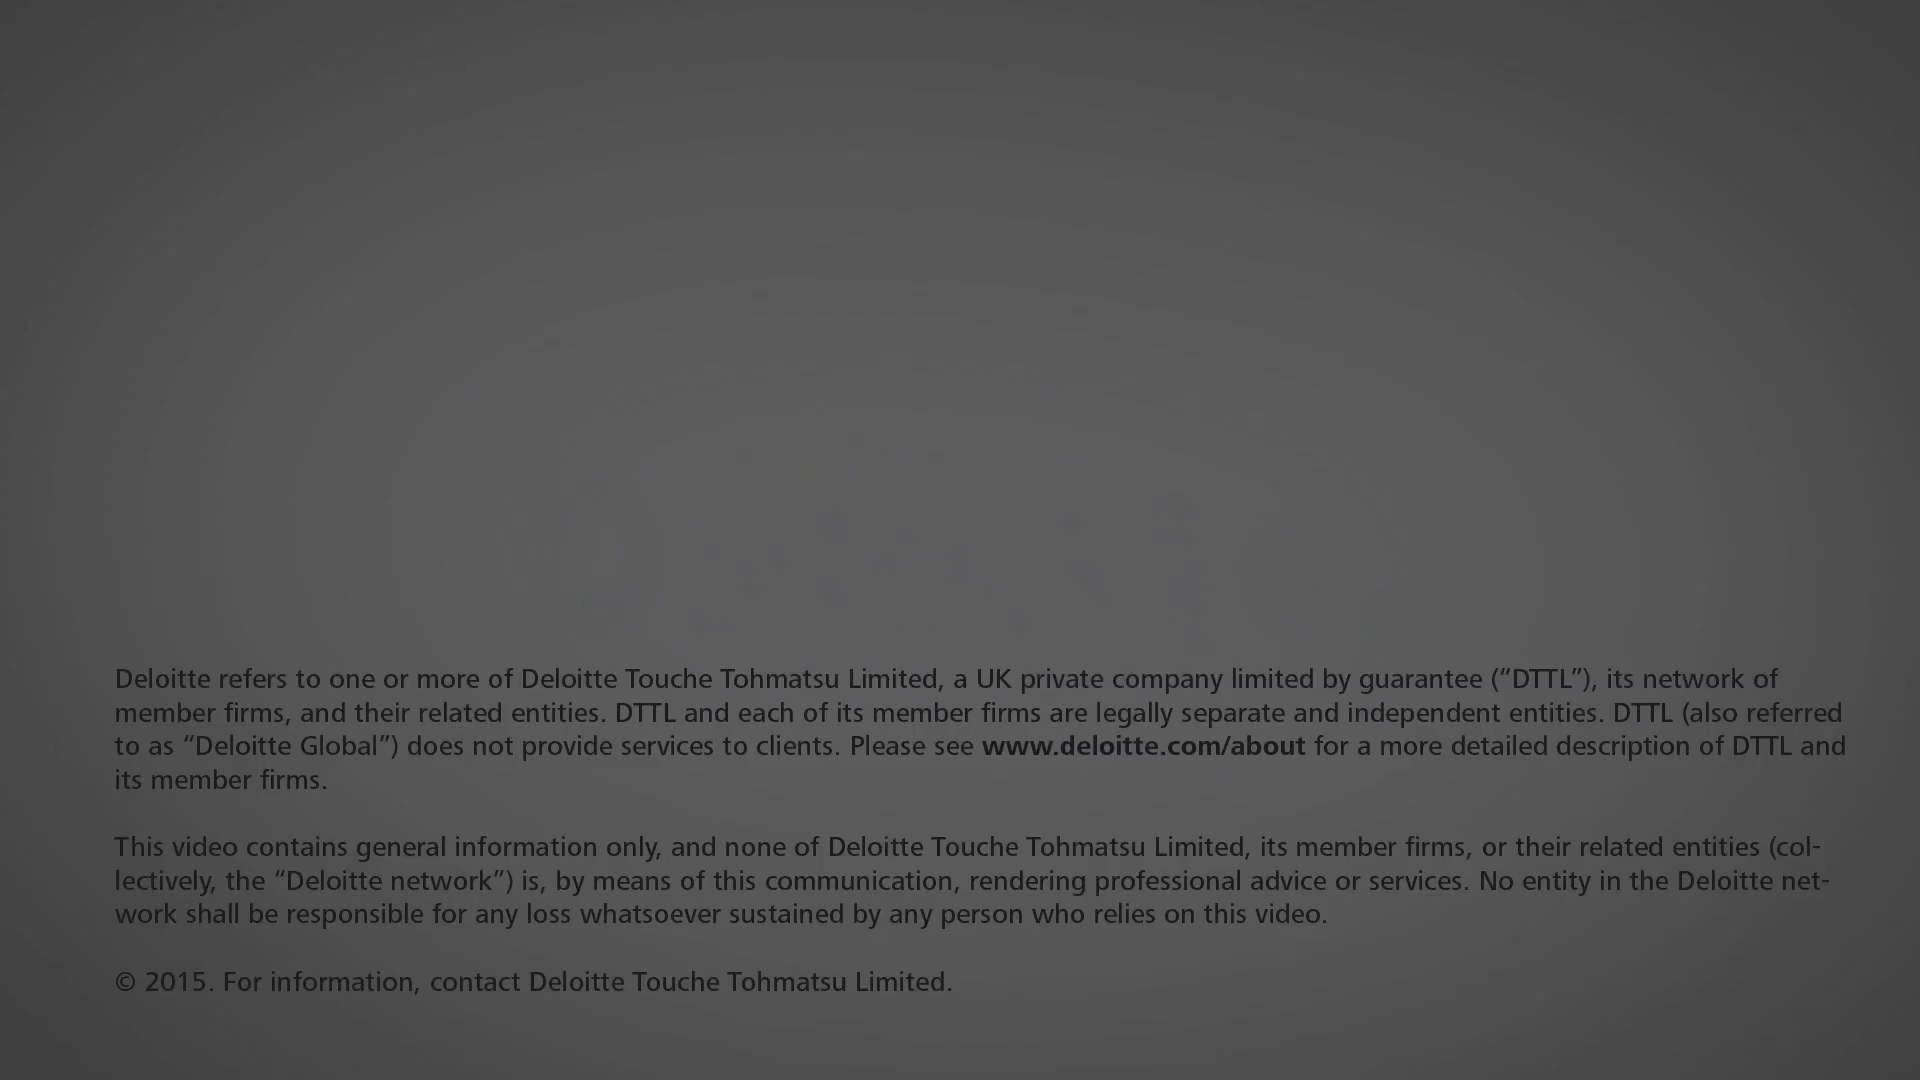 Deloitte refers to one or more of Deloitte Touche Tohmatsu Limited, a UK private company limited by guarantee (“DTTL”), its network of
member firms, and their related entities. DTTL and each of its member firms are legally separate and independent entities. DTTL (also referred
to as “Deloitte Global”) does not provide services to clients. Please see www.deloitte.com/about for a more detailed description of DTTL and
its member firms.
This video contains general information only, and none of Deloitte Touche Tohmatsu Limited, its member firms, or their related entities (col-
lectively, the “Deloitte network”) is, by means of this communication, rendering professional advice or services. No entity in the Deloitte net-
work shall be responsible for any loss whatsoever sustained by any person who relies on this video.
© 2015. For information, contact Deloitte Touche Tohmatsu Limited.